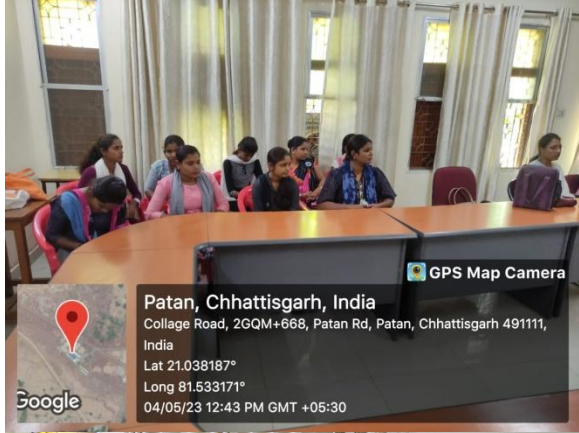 GPS Map Camera
Patan, Chhattisgarh, India
Collage Road, 2GQM+668, Patan Rd, Patan, Chhattisgarh 491111,
India
Lat 21.038187°
Long 81.533171°
04/05/23 12:43 PM GMT +05:30
Google